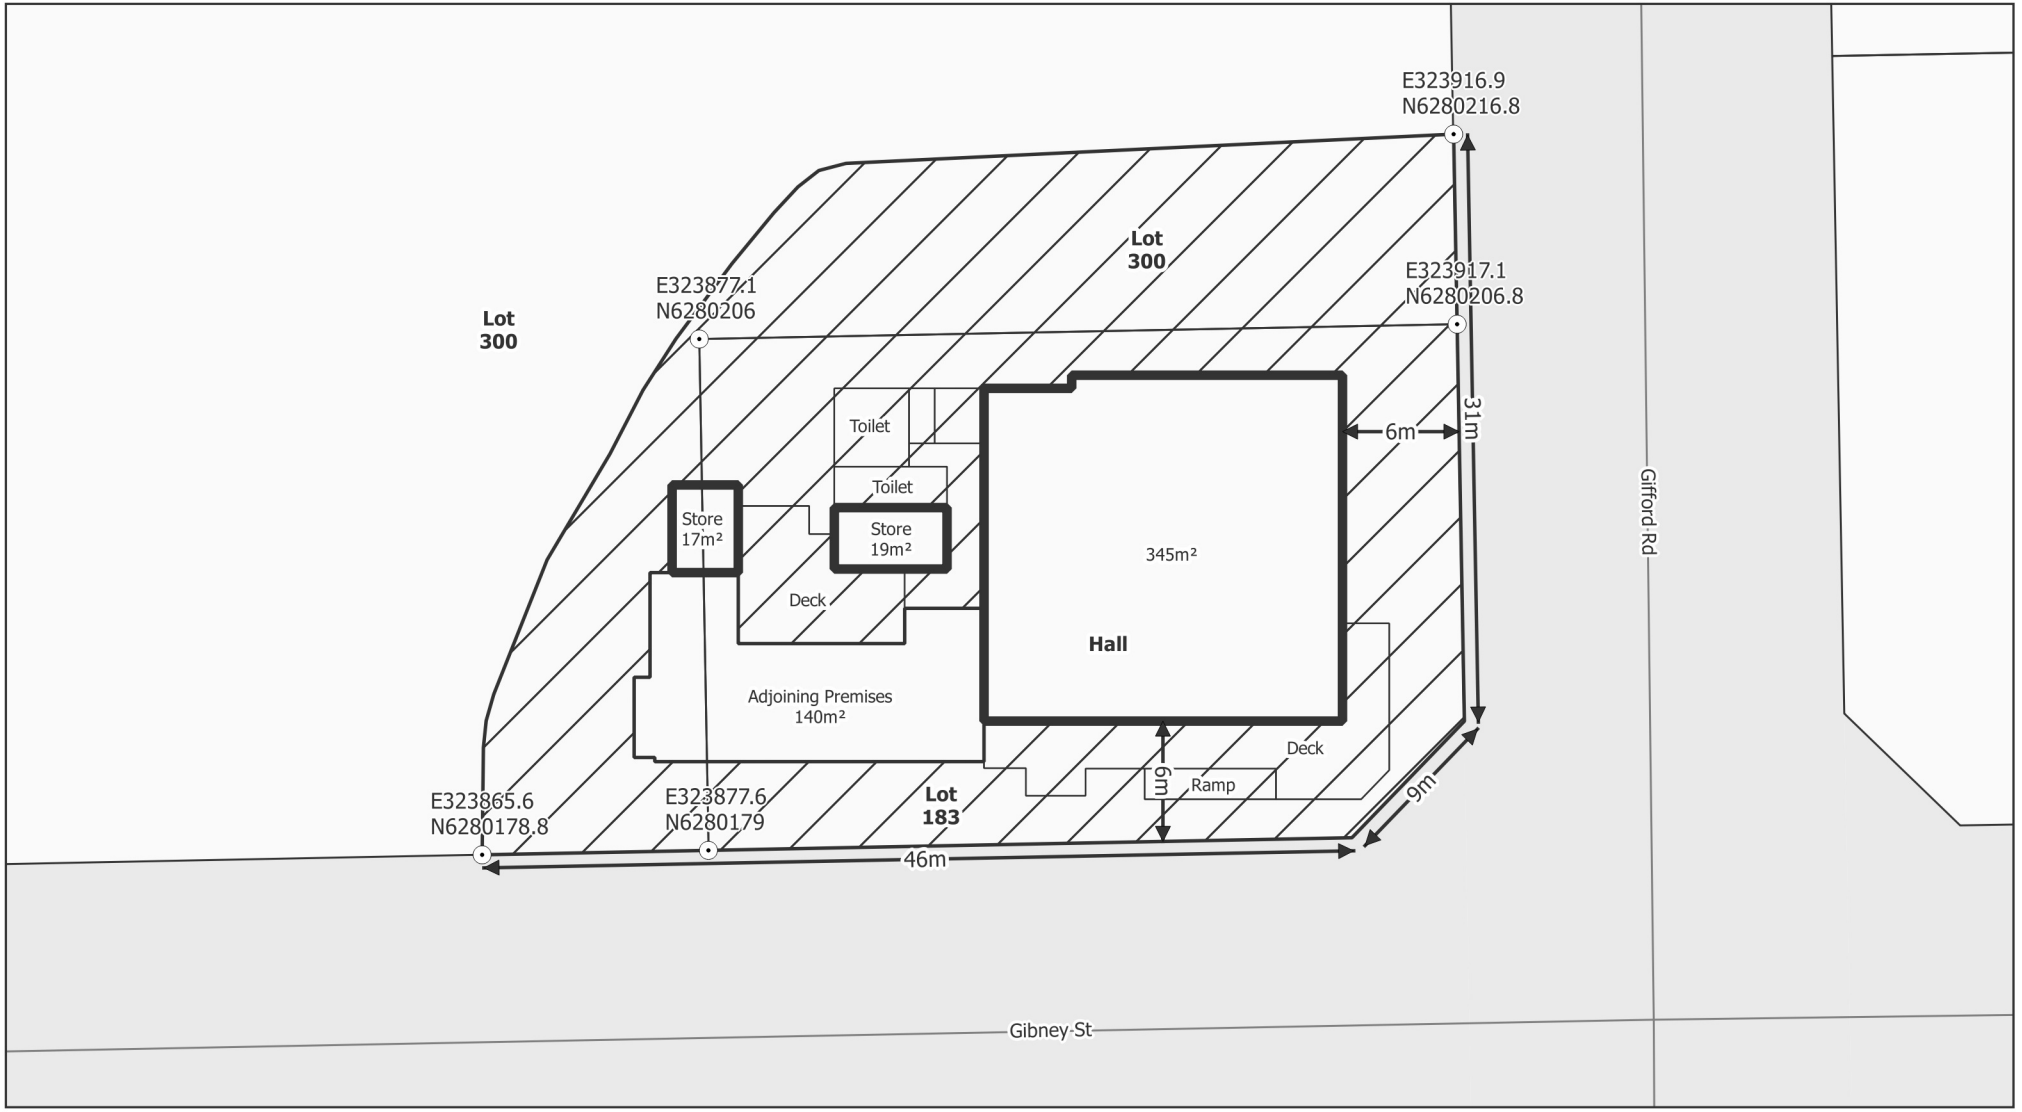 E323916.9
N6280216.8
Lot
300
E323917.1
N6280206.8
E323877.1
N6280206
Lot
300
31m
6m
Toilet
Toilet
Store
17m²
Store
19m²
345m²
Gifford Rd
Deck
Hall
Adjoining Premises
140m²
Deck
6m
Ramp
9m
E323865.6
N6280178.8
E323877.6
N6280179
Lot
183
46m
Gibney St